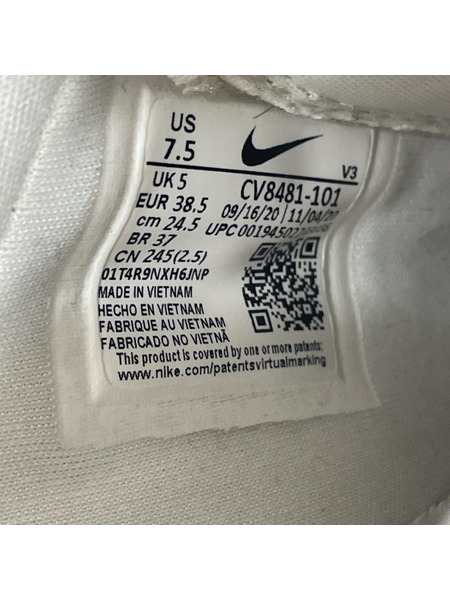 US
7.5
V3
UK 5 CV8481-101
EUR 38.5 09/16/20
cm 24.5 UPC
BR 37
CN 245(2.5)
01T4R9NXH6JNP
MADE IN VIETNAM
HECHO EN VIETNAM
FABRIQUE AU VIETNAM
FABRICADO NO VIETNÃ
This product is covered by one or more patents:
www.nike.com/patentsvirtualmarking